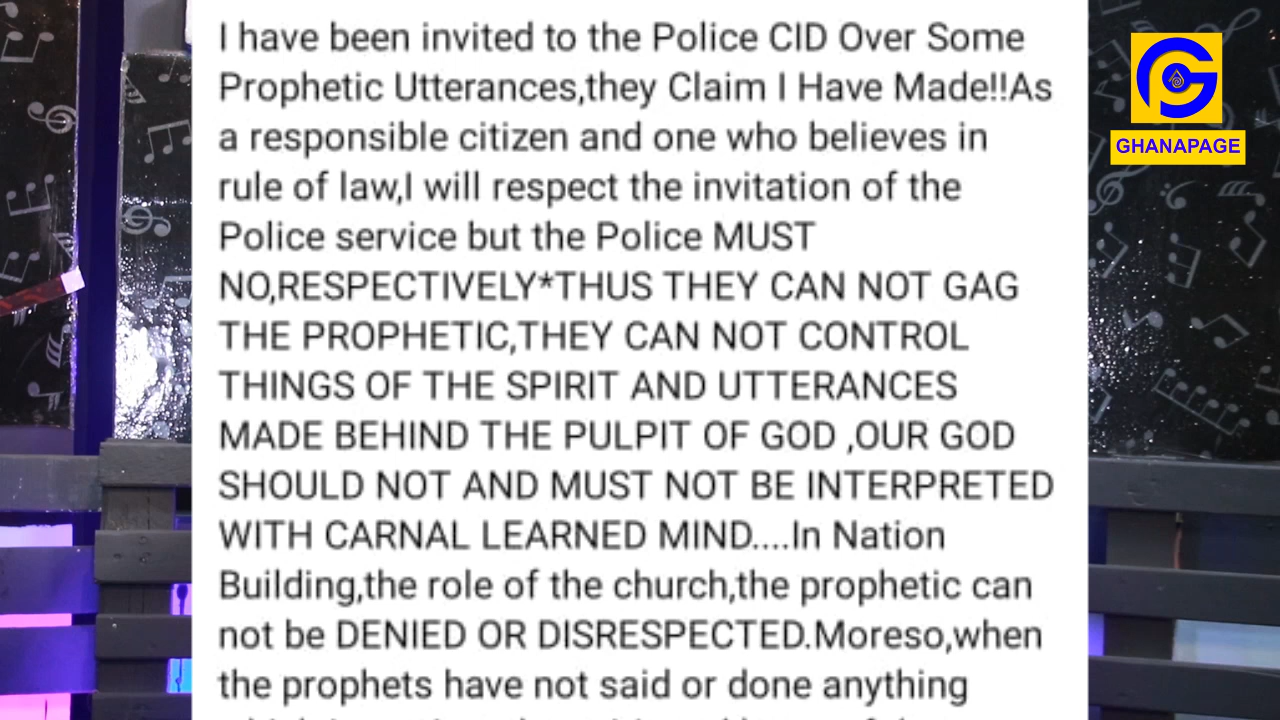 I have been invited to the Police CID Over Some
Prophetic Utterances,they Claim I Have Made!!As
a responsible citizen and one who believes in
rule of law,I will respect the invitation of the
Police service but the Police MUST
NO,RESPECTIVELY*THUS THEY CAN NOT GAG
THE PROPHETIC,THEY CAN NOT CONTROL
THINGS OF THE SPIRIT AND UTTERANCES
MADE BEHIND THE PULPIT OF GOD ,OUR GOD
SHOULD NOT AND MUST NOT BE INTERPRETED
WITH CARNAL LEARNED MIND....In Nation
Building,the role of the church,the prophetic can
not be DENIED OR DISRESPECTED.Moreso,when
the prophets have not said or done anything
GHANAPAGE